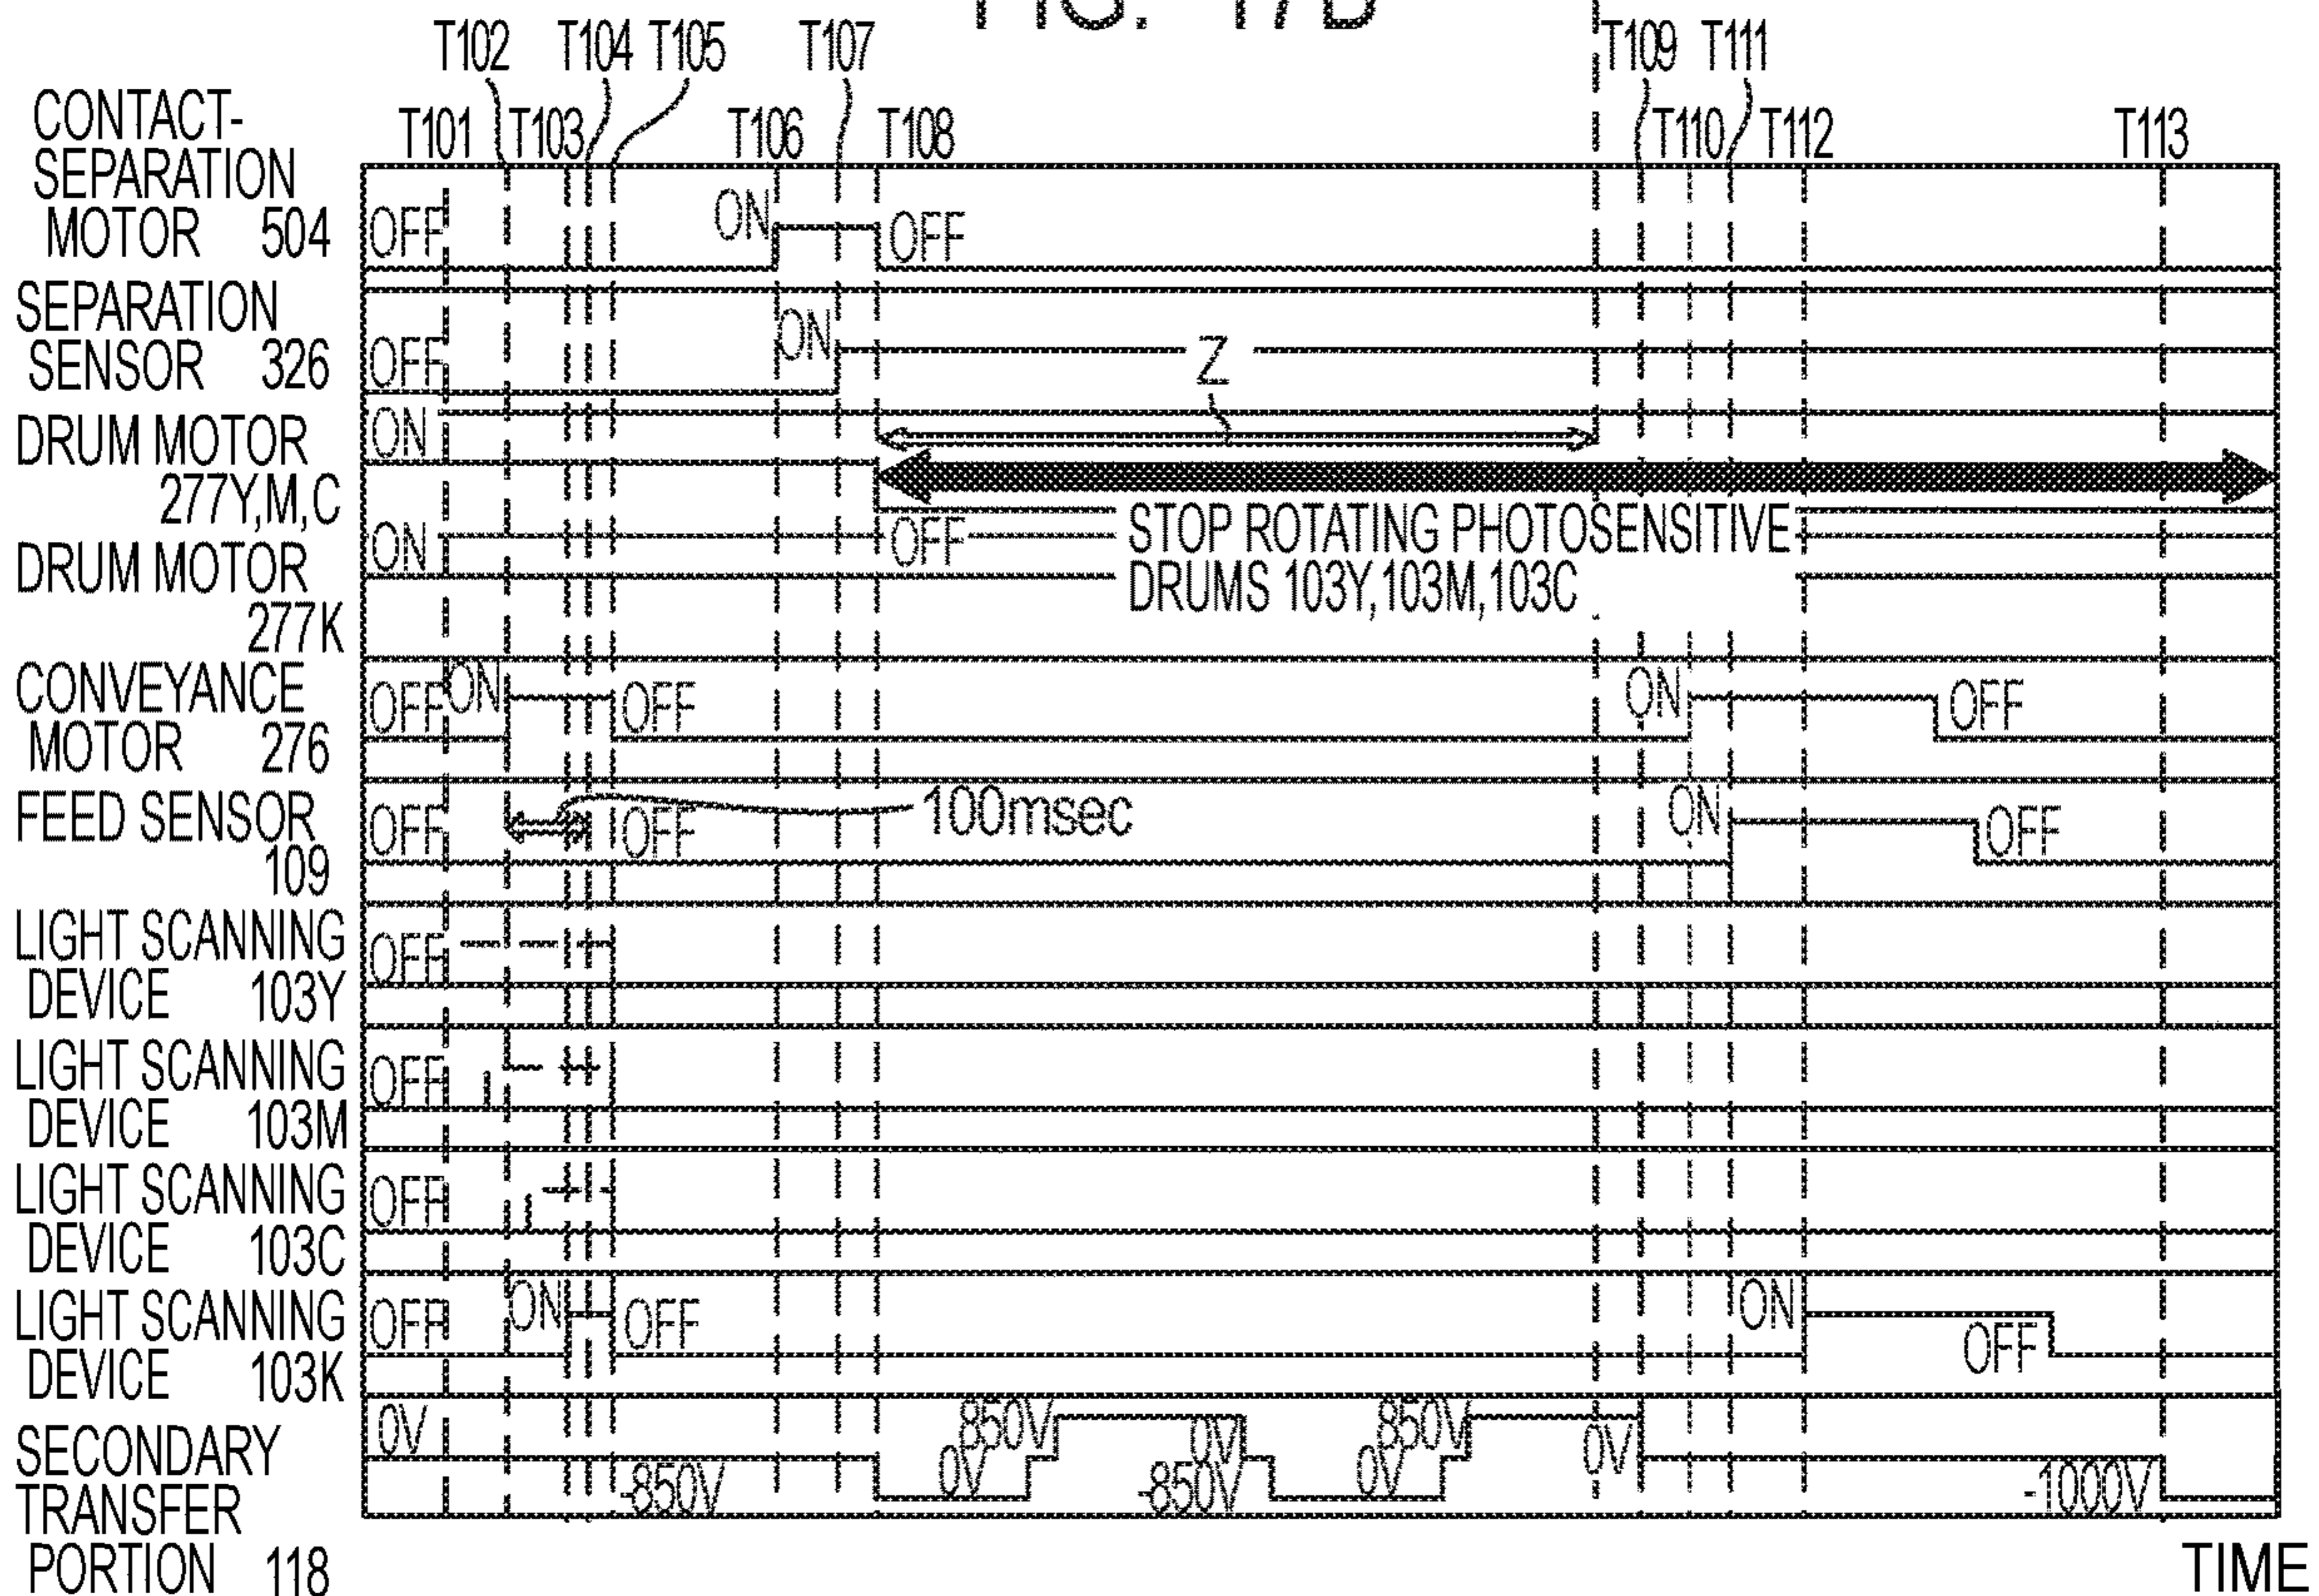 FIG. 17B
T102 T104 T105 T107 T109 T111
T101 T103 T106 T108 T110 T112 T113
CONTACT-
SEPARATION
MOTOR 504
OFF ON OFF
SEPARATION
SENSOR 326
OFF ON Z
DRUM MOTOR
277Y,M,C
ON OFF
STOP ROTATING PHOTOSENSITIVE
DRUMS 103Y,103M,103C
DRUM MOTOR
277K
ON
CONVEYANCE
MOTOR 276
OFF ON OFF ON OFF
FEED SENSOR
109
OFF OFF 100msec ON OFF
LIGHT SCANNING
DEVICE 103Y
OFF
LIGHT SCANNING
DEVICE 103M
OFF
LIGHT SCANNING
DEVICE 103C
OFF
LIGHT SCANNING
DEVICE 103K
OFF ON OFF ON OFF
SECONDARY
TRANSFER
PORTION 118
0V -850V 0V 850V 0V -850V 0V 850V 0V -1000V
TIME